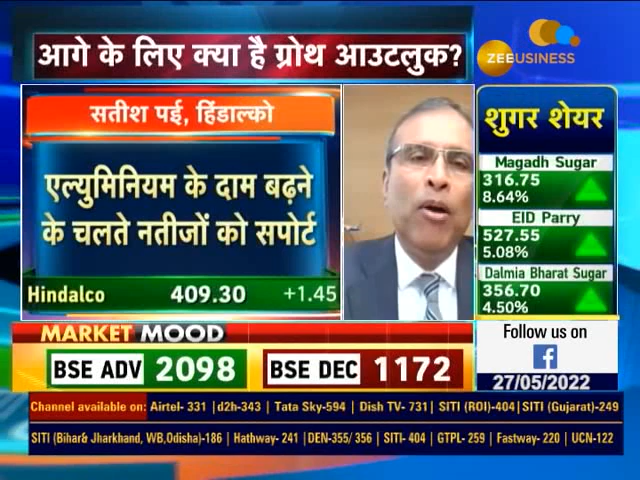 आगे के लिए क्या है ग्रोथ आउटलुक?
ZEEBUSINESS
सतीश पई, हिंडाल्को
एल्युमिनियम के दाम बढ़ने
के चलते नतीजों को सपोर्ट
Hindalco 409.30 +1.45
शुगर शेयर
Magadh Sugar
316.75
8.64%
EID Parry
527.55
5.08%
Dalmia Bharat Sugar
356.70
4.50%
MARKET MOOD
BSE ADV 2098 BSE DEC 1172
Follow us on
27/05/2022
Channel available on: Airtel- 331 |d2h-343 | Tata Sky-594 | Dish TV- 731| SITI (ROI)-404|SITI (Gujarat)-249
SITI (Bihar& Jharkhand, WB,Odisha)-186 | Hathway- 241 |DEN-355/ 356 | SITI- 404 | GTPL- 259 | Fastway- 220 | UCN-122